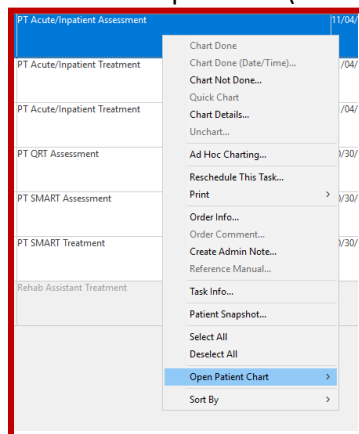 PT Acute/Inpatient Assessment 11/04/
Chart Done
PT Acute/Inpatient Treatment Chart Done (Date/Time)... /04/
Chart Not Done...
Quick Chart
PT Acute/Inpatient Treatment Chart Details... /04/
Unchart...
PT QRT Assessment Ad Hoc Charting... /30/
Reschedule This Task...
PT SMART Assessment Print > /30/
Order Info...
Order Comment...
PT SMART Treatment Create Admin Note... /30/
Reference Manual...
Rehab Assistant Treatment Task Info...
Patient Snapshot...
Select All
Deselect All
Open Patient Chart >
Sort By >